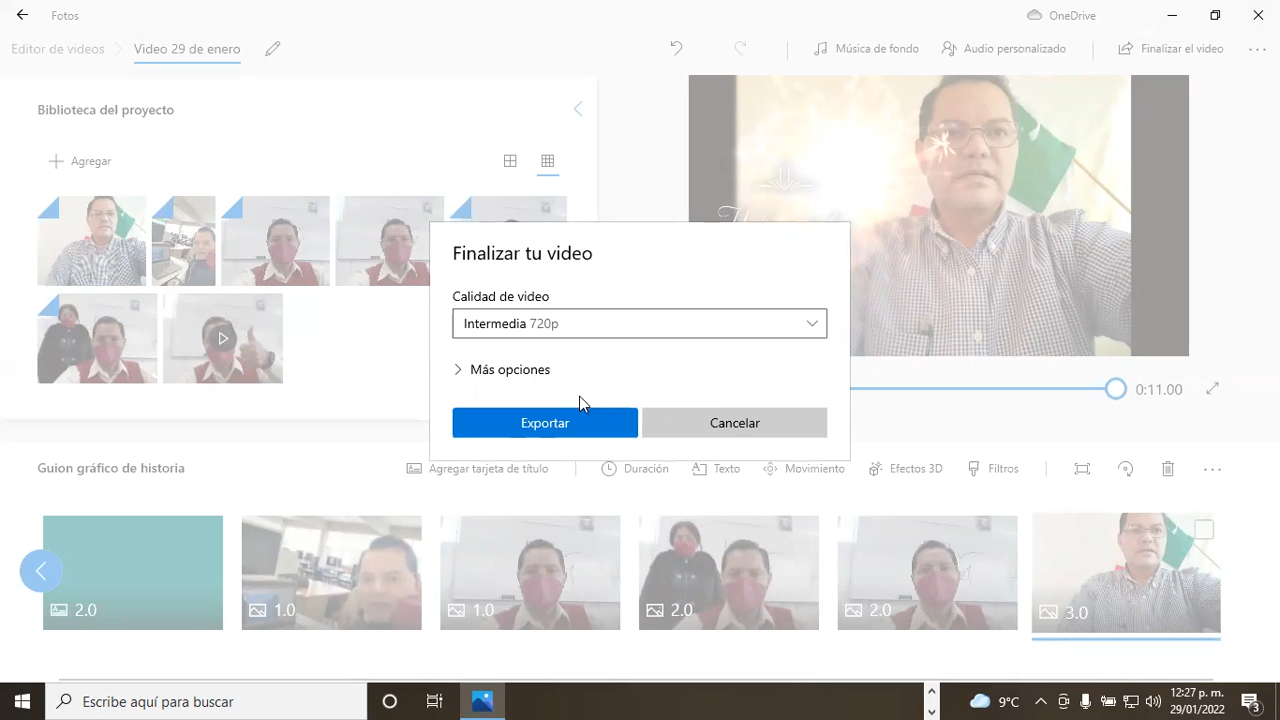 Fotos
OneDrive
Editor de videos
Video 29 de enero
Música de fondo
Audio personalizado
Finalizar el video
Biblioteca del proyecto
Agregar
Finalizar tu video
Calidad de video
Intermedia 720p
Más opciones
Exportar
Cancelar
0:11.00
Guion gráfico de historia
Agregar tarjeta de título
Duración
Texto
Movimiento
Efectos 3D
Filtros
2.0
1.0
1.0
2.0
2.0
3.0
Escribe aquí para buscar
9°C
12:27 p. m.
29/01/2022
3